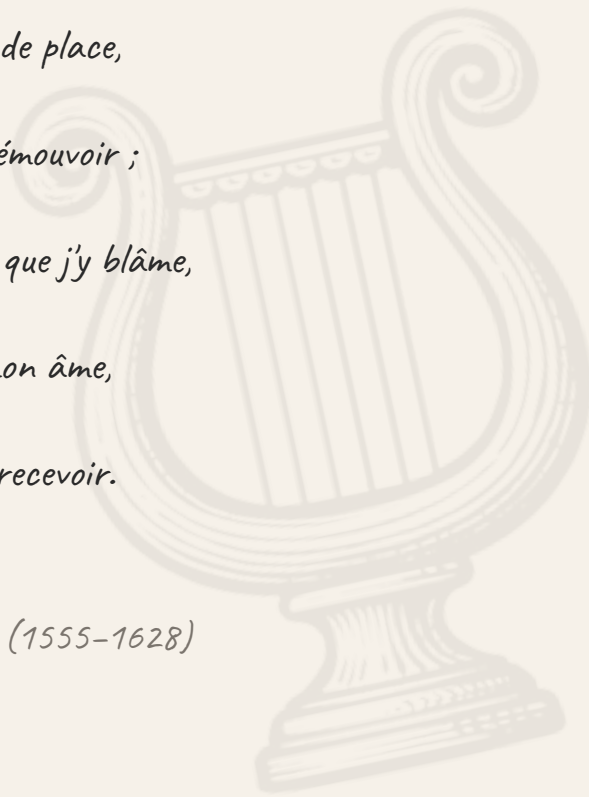 de place,
émouvoir ;
que j'y blâme,
on âme,
recevoir.
(1555–1628)